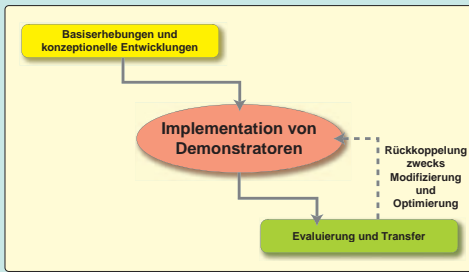 Basiserhebungen und
konzeptionelle Entwicklungen
Implementation von
Demonstratoren
Rückkoppelung
zwecks
Modifizierung
und
Optimierung
Evaluierung und Transfer